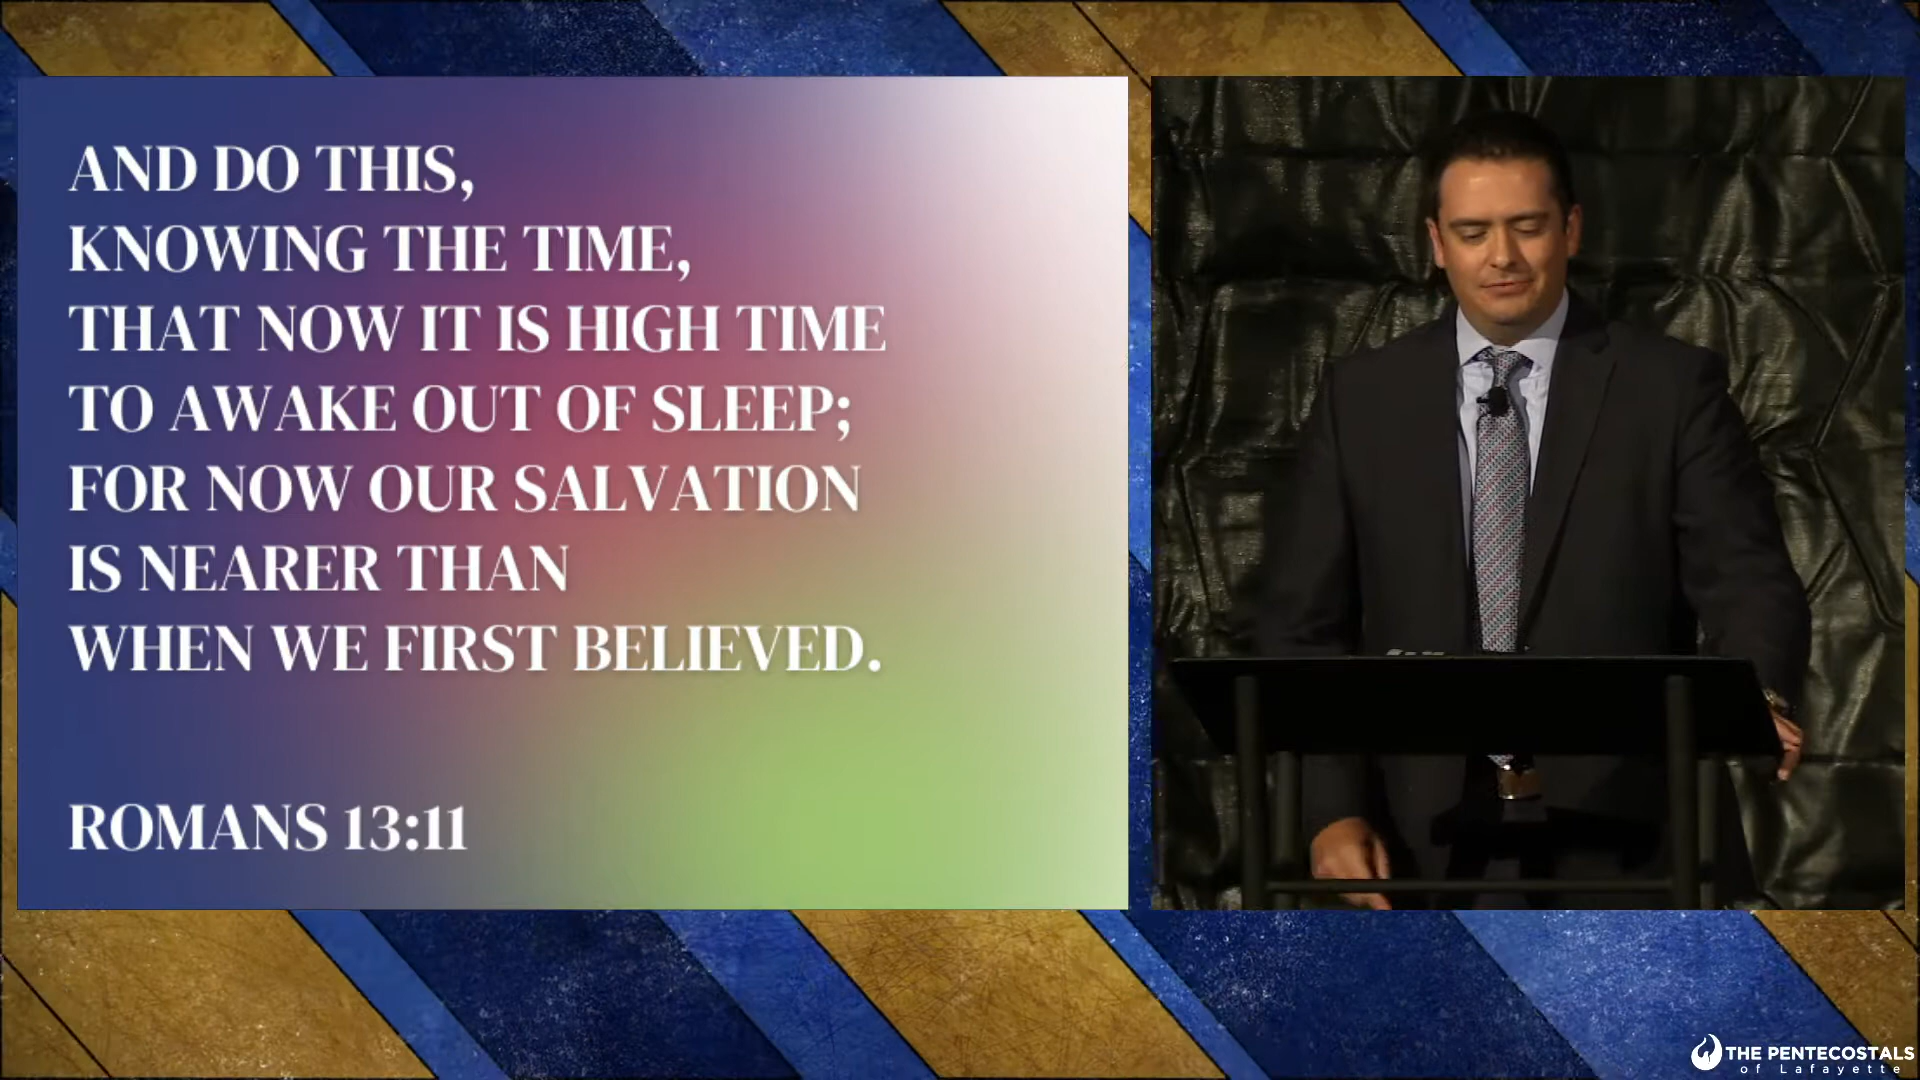 AND DO THIS,
KNOWING THE TIME,
THAT NOW IT IS HIGH TIME
TO AWAKE OUT OF SLEEP;
FOR NOW OUR SALVATION
IS NEARER THAN
WHEN WE FIRST BELIEVED.
ROMANS 13:11
THE PENTECOSTALS
of Lafayette